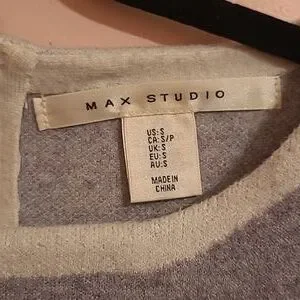 MAX STUDIO
US:S
CA:S/P
UK:S
EU:S
AU:S
MADE IN
CHINA